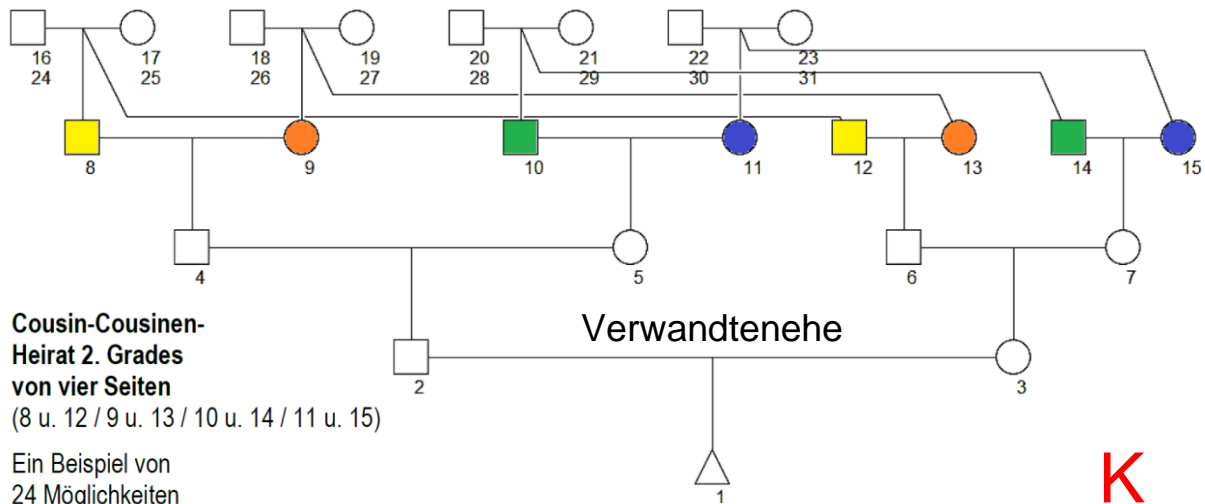 16 17 18 19 20 21 22 23
24 25 26 27 28 29 30 31
8 9 10 11 12 13 14 15
4 5 6 7
Cousin-Cousinen-
Heirat 2. Grades
von vier Seiten
(8 u. 12 / 9 u. 13 / 10 u. 14 / 11 u. 15)
Verwandtenehe
2 3
Ein Beispiel von
24 Möglichkeiten
1
K